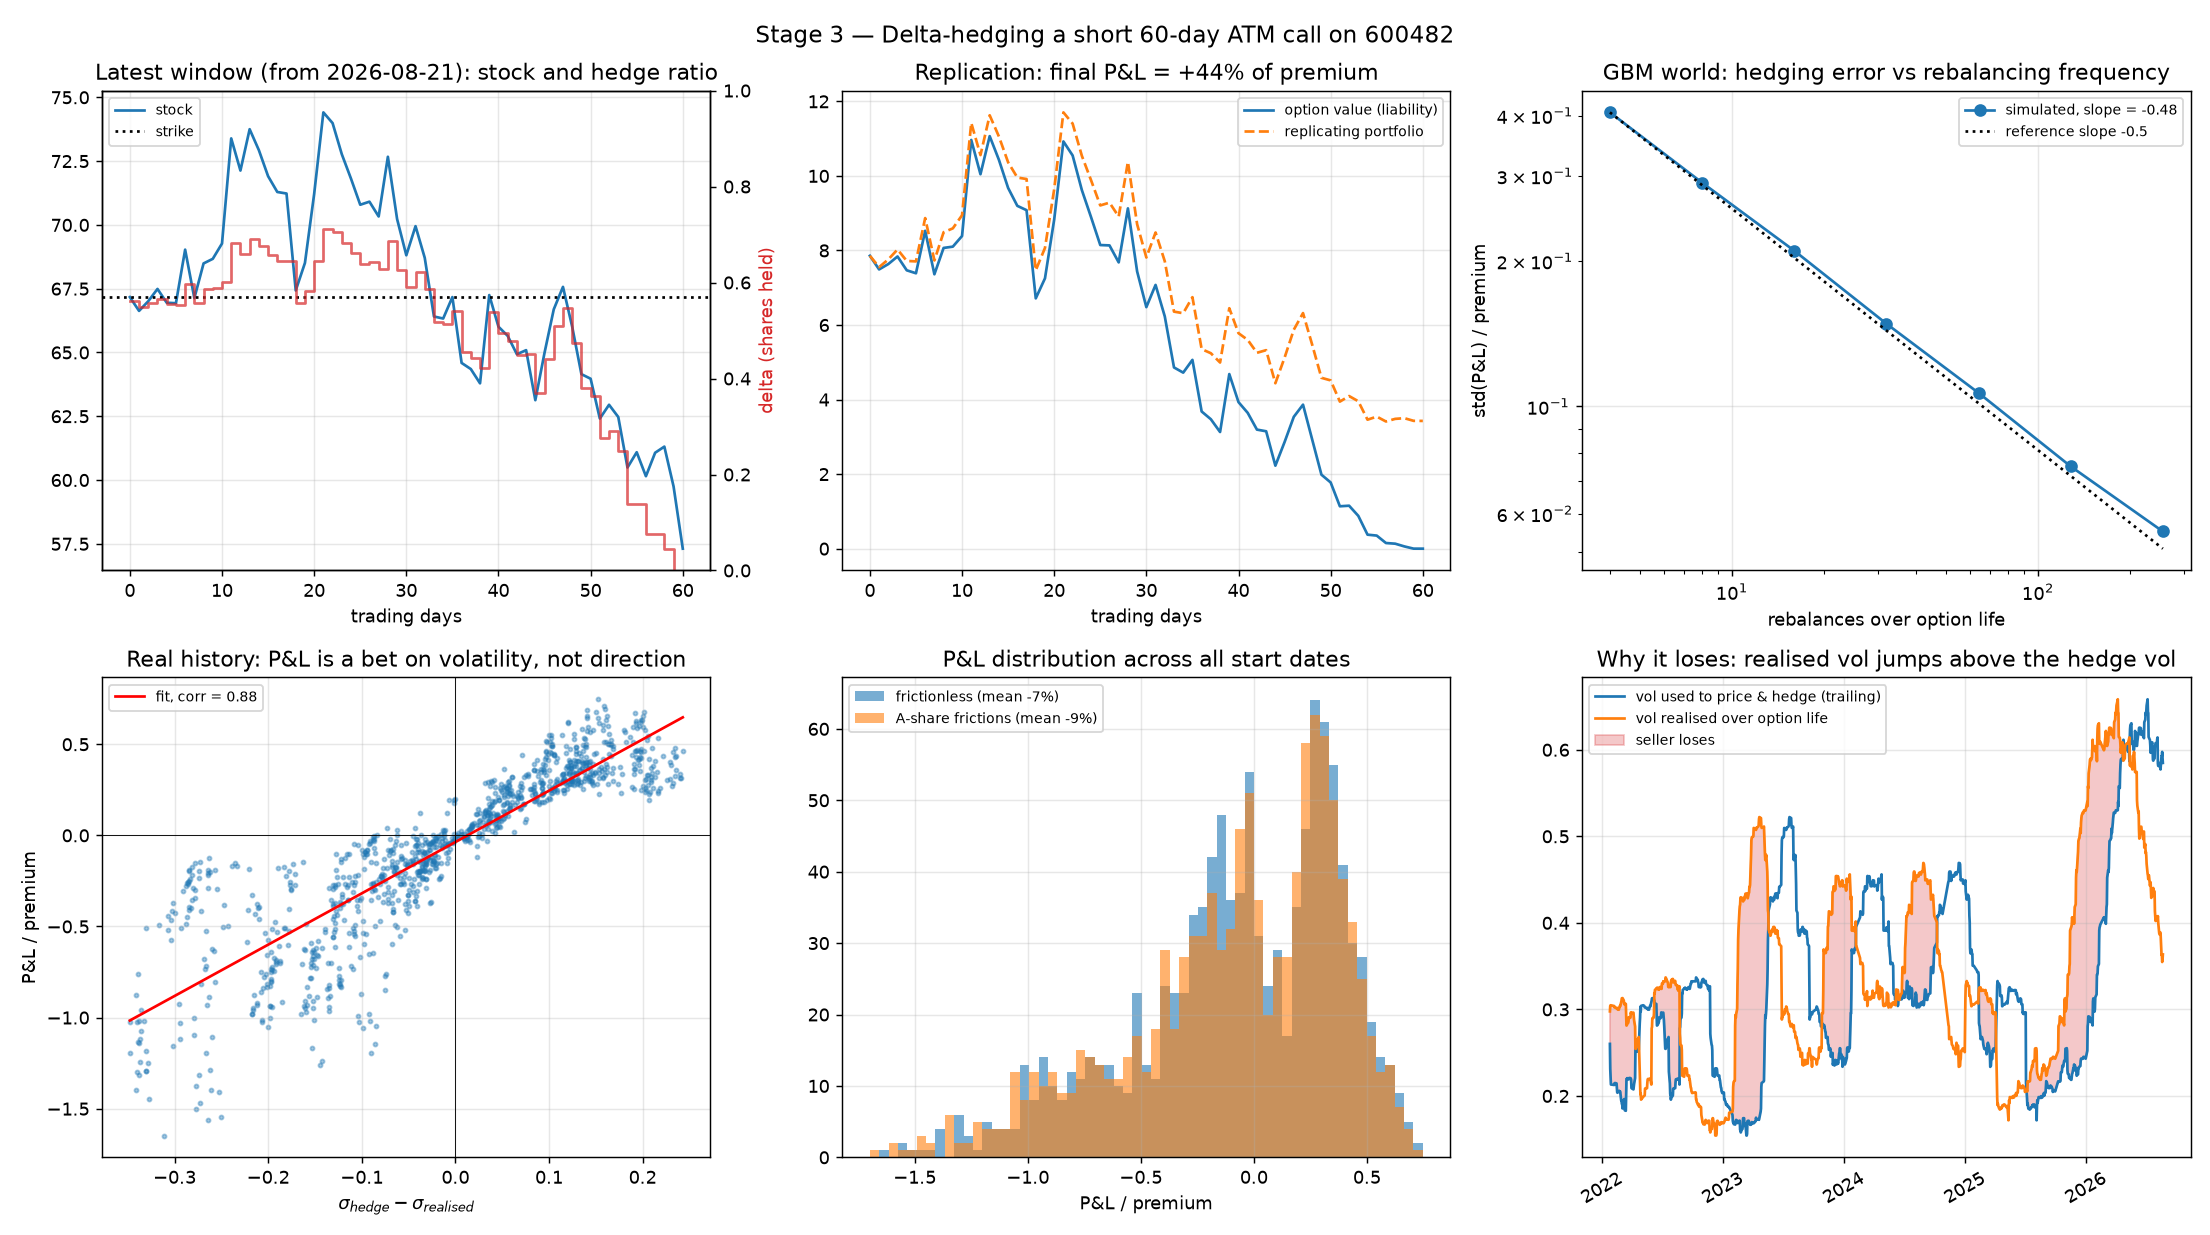 Stage 3 — Delta-hedging a short 60-day ATM call on 600482
Latest window (from 2026-08-21): stock and hedge ratio
stock
strike
75.0
72.5
70.0
67.5
65.0
62.5
60.0
57.5
1.0
0.8
0.6
0.4
0.2
0.0
delta (shares held)
0 10 20 30 40 50 60
trading days
Replication: final P&L = +44% of premium
option value (liability)
replicating portfolio
12
10
8
6
4
2
0
0 10 20 30 40 50 60
trading days
GBM world: hedging error vs rebalancing frequency
simulated, slope = -0.48
reference slope -0.5
std(P&L) / premium
4 × 10⁻¹
3 × 10⁻¹
2 × 10⁻¹
10⁻¹
6 × 10⁻²
10¹ 10²
rebalances over option life
Real history: P&L is a bet on volatility, not direction
fit, corr = 0.88
P&L / premium
0.5
0.0
−0.5
−1.0
−1.5
−0.3 −0.2 −0.1 0.0 0.1 0.2
σhedge − σrealised
P&L distribution across all start dates
frictionless (mean -7%)
A-share frictions (mean -9%)
60
50
40
30
20
10
0
−1.5 −1.0 −0.5 0.0 0.5
P&L / premium
Why it loses: realised vol jumps above the hedge vol
vol used to price & hedge (trailing)
vol realised over option life
seller loses
0.6
0.5
0.4
0.3
0.2
2022 2023 2024 2025 2026